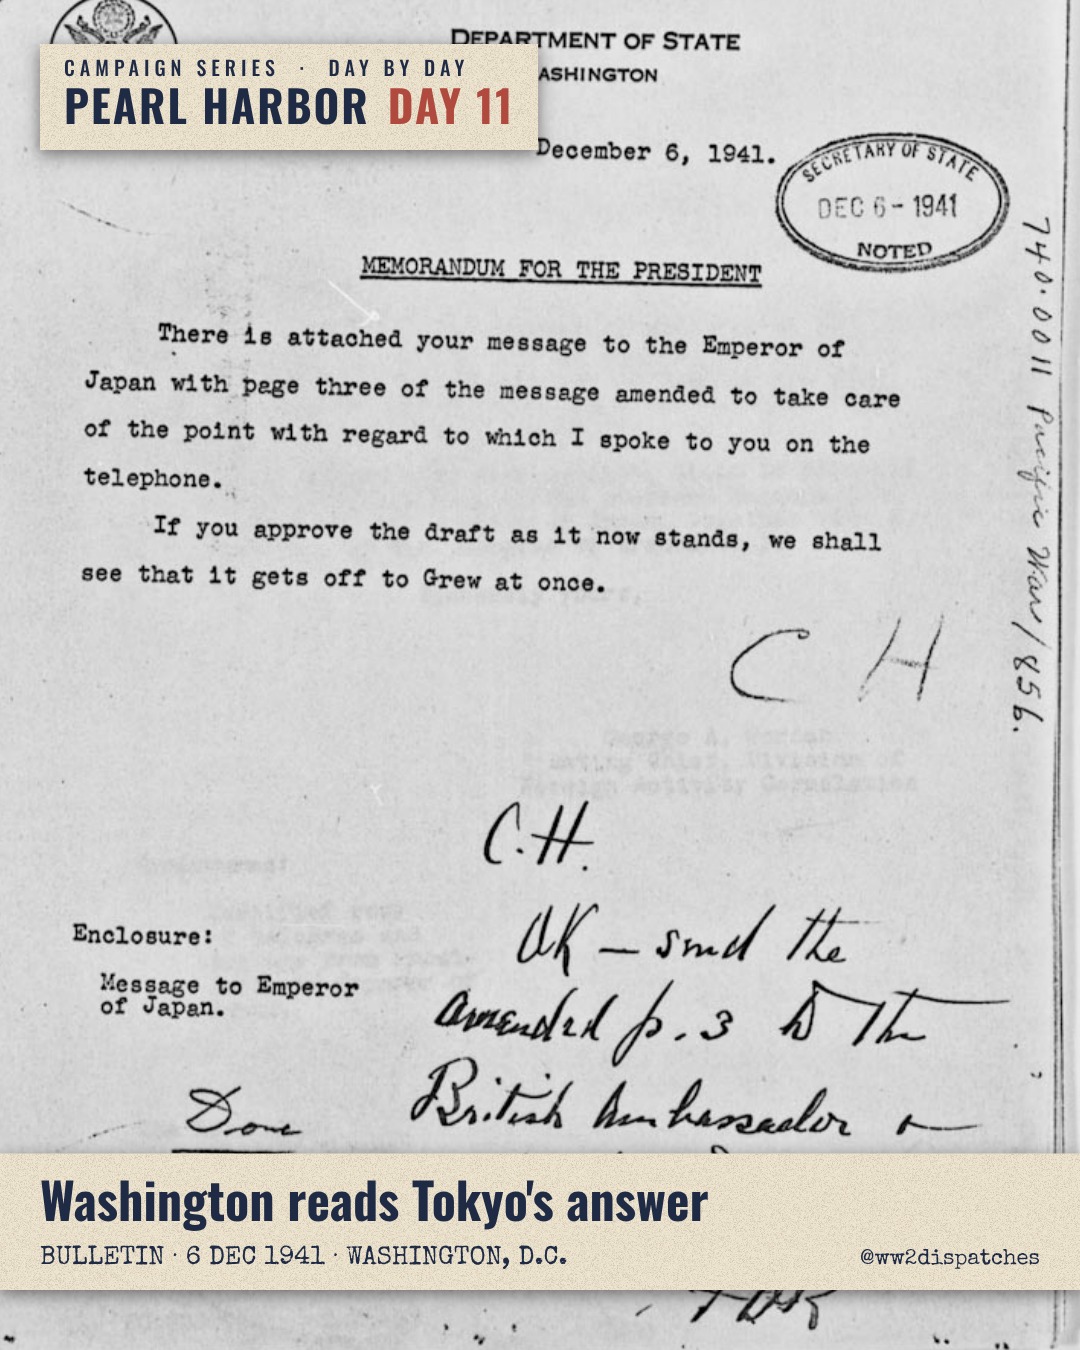 DEPARTMENT OF STATE
CAMPAIGN SERIES · DAY BY DAY
PEARL HARBOR DAY 11
ASHINGTON
December 6, 1941.
SECRETARY OF STATE
DEC 6 - 1941
NOTED
740.0011 Pacific War/856.
MEMORANDUM FOR THE PRESIDENT
There is attached your message to the Emperor of
Japan with page three of the message amended to take care
of the point with regard to which I spoke to you on the
telephone.
If you approve the draft as it now stands, we shall
see that it gets off to Grew at once.
C H
C.H.
OK — send the
amended p. 3 to the
British Ambassador
Enclosure:
Message to Emperor
of Japan.
Done
Washington reads Tokyo's answer
BULLETIN · 6 DEC 1941 · WASHINGTON, D.C.
@ww2dispatches
FDR